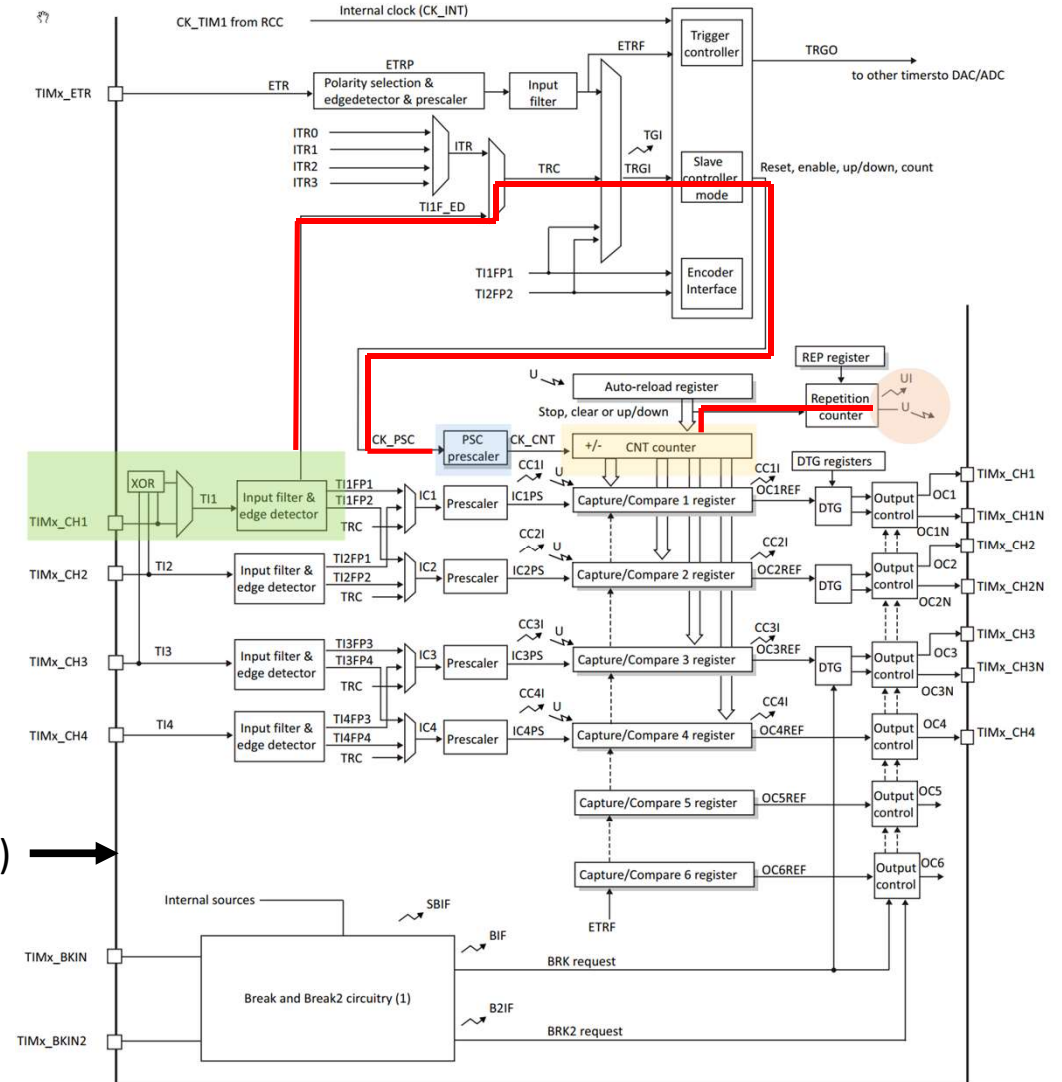 Internal clock (CK_INT)
CK_TIM1 from RCC
Trigger
controller
ETRF
TRGO
to other timersto DAC/ADC
ETRP
TIMx_ETR
ETR
Polarity selection &
edgedetector & prescaler
Input
filter
ITR0
ITR1
ITR2
ITR3
ITR
TRC
TGI
TRGI
Slave
controller
mode
Reset, enable, up/down, count
TI1F_ED
TI1FP1
TI2FP2
Encoder
Interface
REP register
U
Auto-reload register
Repetition
counter
UI
U
Stop, clear or up/down
CK_PSC
PSC
prescaler
CK_CNT
+/-
CNT counter
DTG registers
XOR
TI1
TIMx_CH1
Input filter &
edge detector
TI1FP1
TI1FP2
TRC
IC1
Prescaler
IC1PS
CC1I
U
Capture/Compare 1 register
CC1I
OC1REF
DTG
Output
control
OC1
OC1N
TIMx_CH1
TIMx_CH1N
TIMx_CH2
TI2
Input filter &
edge detector
TI2FP1
TI2FP2
TRC
IC2
Prescaler
IC2PS
CC2I
U
Capture/Compare 2 register
CC2I
OC2REF
DTG
Output
control
OC2
OC2N
TIMx_CH2
TIMx_CH2N
TIMx_CH3
TI3
Input filter &
edge detector
TI3FP3
TI3FP4
TRC
IC3
Prescaler
IC3PS
CC3I
U
Capture/Compare 3 register
CC3I
OC3REF
DTG
Output
control
OC3
OC3N
TIMx_CH3
TIMx_CH3N
TIMx_CH4
TI4
Input filter &
edge detector
TI4FP3
TI4FP4
TRC
IC4
Prescaler
IC4PS
CC4I
U
Capture/Compare 4 register
CC4I
OC4REF
Output
control
OC4
TIMx_CH4
Capture/Compare 5 register
OC5REF
Output
control
OC5
)
Capture/Compare 6 register
OC6REF
Output
control
OC6
ETRF
Internal sources
SBIF
TIMx_BKIN
BIF
BRK request
Break and Break2 circuitry (1)
B2IF
TIMx_BKIN2
BRK2 request